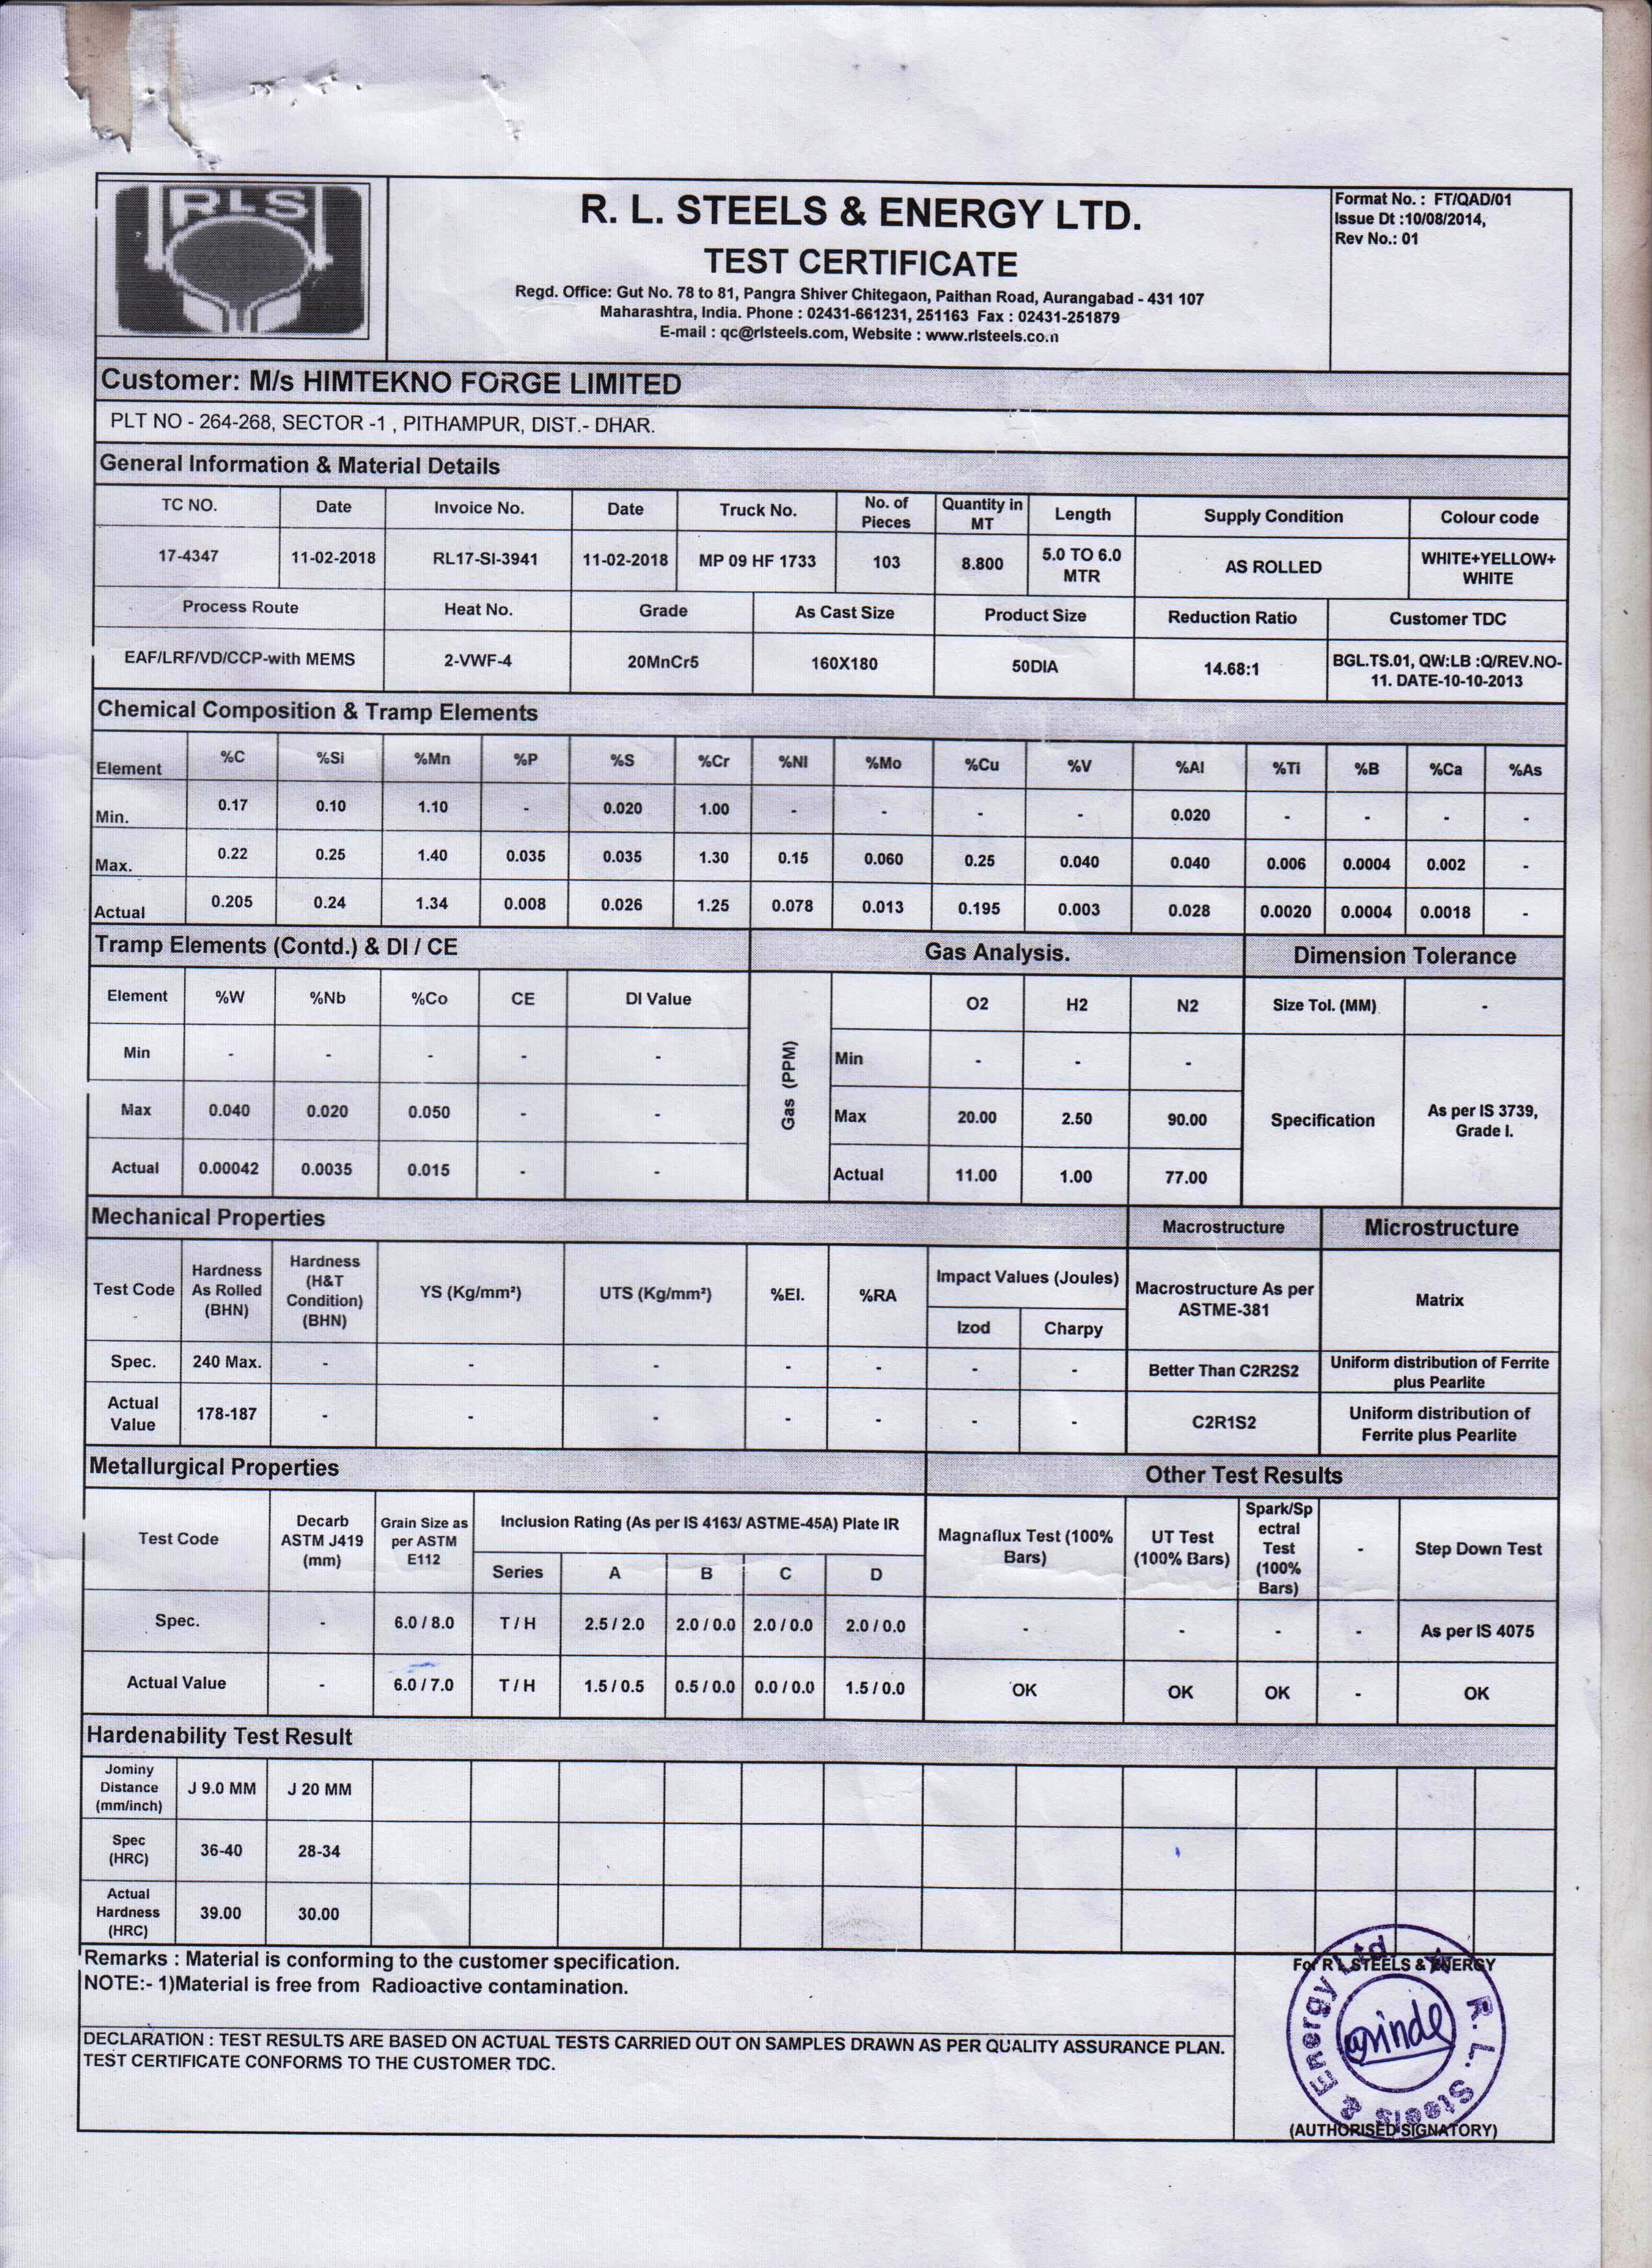 RLS
R. L. STEELS & ENERGY LTD.
TEST CERTIFICATE
Regd. Office: Gut No. 78 to 81, Pangra Shiver Chitegaon, Paithan Road, Aurangabad - 431 107
Maharashtra, India. Phone : 02431-661231, 251163 Fax : 02431-251879
E-mail : qc@rlsteels.com, Website : www.rlsteels.co.n
Format No. : FT/QAD/01
Issue Dt :10/08/2014,
Rev No.: 01
Customer: M/s HIMTEKNO FORGE LIMITED
PLT NO - 264-268, SECTOR -1 , PITHAMPUR, DIST.- DHAR.
General Information & Material Details
TC NO. Date Invoice No. Date Truck No. No. of Pieces Quantity in MT Length Supply Condition Colour code
17-4347 11-02-2018 RL17-SI-3941 11-02-2018 MP 09 HF 1733 103 8.800 5.0 TO 6.0 MTR AS ROLLED WHITE+YELLOW+ WHITE
Process Route Heat No. Grade As Cast Size Product Size Reduction Ratio Customer TDC
EAF/LRF/VD/CCP-with MEMS 2-VWF-4 20MnCr5 160X180 50DIA 14.68:1 BGL.TS.01, QW:LB :Q/REV.NO- 11. DATE-10-10-2013
Chemical Composition & Tramp Elements
Element %C %Si %Mn %P %S %Cr %NI %Mo %Cu %V %Al %Ti %B %Ca %As
Min. 0.17 0.10 1.10 - 0.020 1.00 - - - - 0.020 - - - -
Max. 0.22 0.25 1.40 0.035 0.035 1.30 0.15 0.060 0.25 0.040 0.040 0.006 0.0004 0.002 -
Actual 0.205 0.24 1.34 0.008 0.026 1.25 0.078 0.013 0.195 0.003 0.028 0.0020 0.0004 0.0018 -
Tramp Elements (Contd.) & DI / CE Gas Analysis. Dimension Tolerance
Element %W %Nb %Co CE DI Value O2 H2 N2 Size Tol. (MM) -
Gas (PPM)
Min - - - - - Min - - -
Max 0.040 0.020 0.050 - - Max 20.00 2.50 90.00 Specification As per IS 3739, Grade I.
Actual 0.00042 0.0035 0.015 - - Actual 11.00 1.00 77.00
Mechanical Properties Macrostructure Microstructure
Test Code Hardness As Rolled (BHN) Hardness (H&T Condition) (BHN) YS (Kg/mm²) UTS (Kg/mm²) %El. %RA Impact Values (Joules) Macrostructure As per ASTME-381 Matrix
Izod Charpy
Spec. 240 Max. - - - - - - - Better Than C2R2S2 Uniform distribution of Ferrite plus Pearlite
Actual Value 178-187 - - - - - - - C2R1S2 Uniform distribution of Ferrite plus Pearlite
Metallurgical Properties Other Test Results
Test Code Decarb ASTM J419 (mm) Grain Size as per ASTM E112 Inclusion Rating (As per IS 4163/ ASTME-45A) Plate IR Magnaflux Test (100% Bars) UT Test (100% Bars) Spark/Sp ectral Test (100% Bars) - Step Down Test
Series A B C D
Spec. - 6.0 / 8.0 T / H 2.5 / 2.0 2.0 / 0.0 2.0 / 0.0 2.0 / 0.0 - - - - As per IS 4075
Actual Value - 6.0 / 7.0 T / H 1.5 / 0.5 0.5 / 0.0 0.0 / 0.0 1.5 / 0.0 OK OK OK - OK
Hardenability Test Result
Jominy Distance (mm/inch) J 9.0 MM J 20 MM
Spec (HRC) 36-40 28-34
Actual Hardness (HRC) 39.00 30.00
Remarks : Material is conforming to the customer specification.
NOTE:- 1)Material is free from Radioactive contamination.
DECLARATION : TEST RESULTS ARE BASED ON ACTUAL TESTS CARRIED OUT ON SAMPLES DRAWN AS PER QUALITY ASSURANCE PLAN.
TEST CERTIFICATE CONFORMS TO THE CUSTOMER TDC.
For R L STEELS & ENERGY
R. L. Steels & Energy Ltd.
(AUTHORISED SIGNATORY)